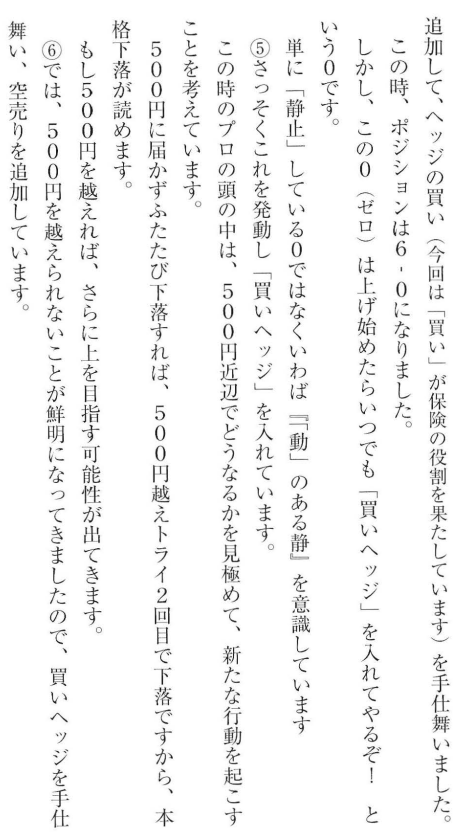 追加して、ヘッジの買い（今回は「買い」が保険の役割を果たしています）を手仕舞いました。
この時、ポジションは６‐０になりました。
しかし、この０（ゼロ）は上げ始めたらいつでも「買いヘッジ」を入れてやるぞ！　と
いう０です。
単に「静止」している０ではなくいわば『「動」のある静』を意識しています
⑤さっそくこれを発動し「買いヘッジ」を入れています。
この時のプロの頭の中は、５００円近辺でどうなるかを見極めて、新たな行動を起こす
ことを考えています。
５００円に届かずふたたび下落すれば、５００円越えトライ２回目で下落ですから、本
格下落が読めます。
もし５００円を越えれば、さらに上を目指す可能性が出てきます。
⑥では、５００円を越えられないことが鮮明になってきましたので、買いヘッジを手仕
舞い、空売りを追加しています。